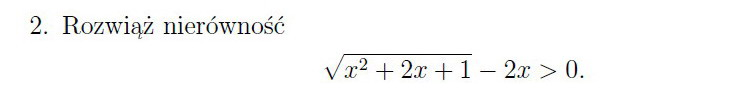 2. Rozwiąż nierówność
√x² + 2x + 1 − 2x > 0.